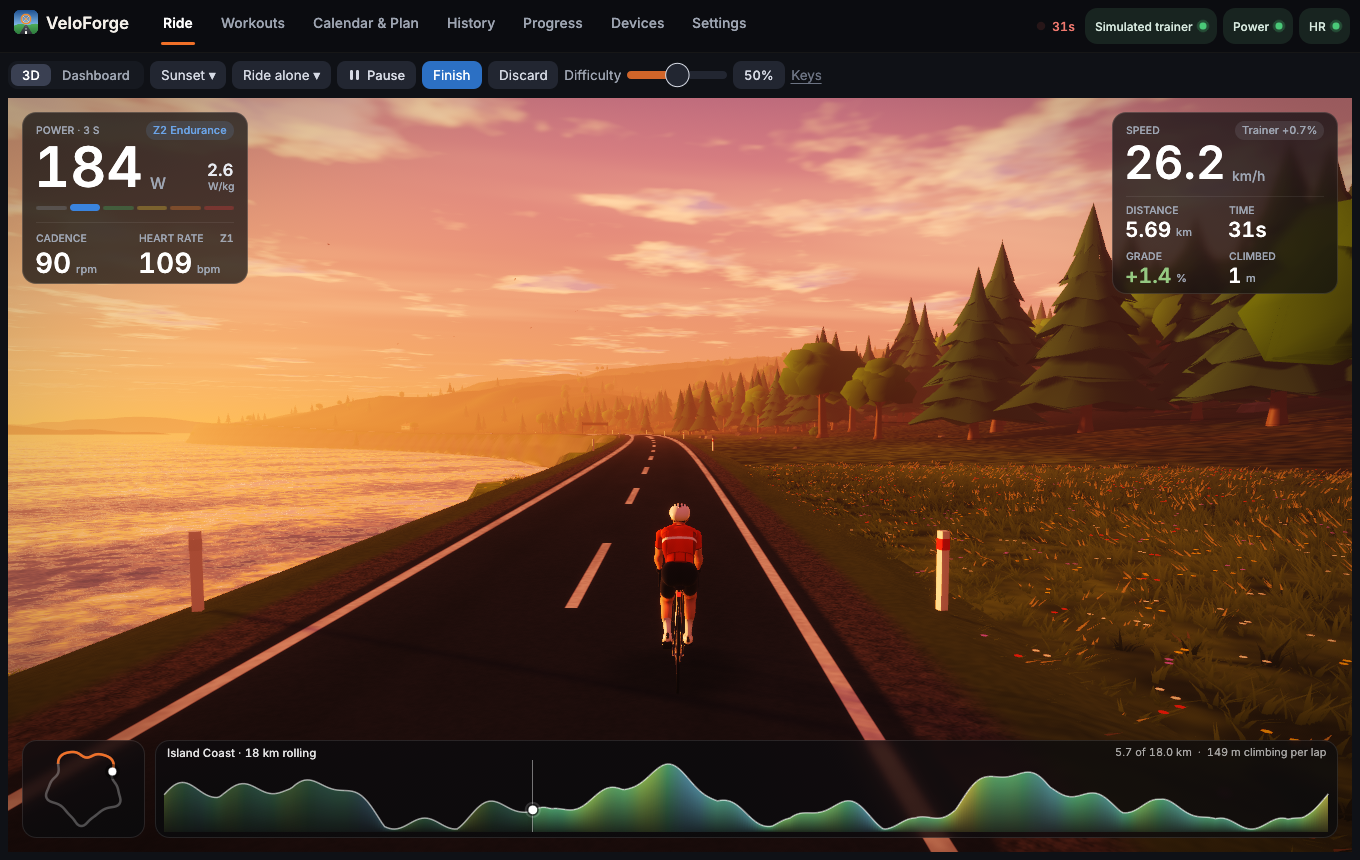 VeloForge Ride Workouts Calendar & Plan History Progress Devices Settings 31s Simulated trainer Power HR
3D Dashboard Sunset ▾ Ride alone ▾ Pause Finish Discard Difficulty 50% Keys
POWER · 3 S Z2 Endurance
184 W 2.6 W/kg
CADENCE HEART RATE Z1
90 rpm 109 bpm
SPEED Trainer +0.7%
26.2 km/h
DISTANCE TIME
5.69 km 31s
GRADE CLIMBED
+1.4 % 1 m
Island Coast · 18 km rolling 5.7 of 18.0 km · 149 m climbing per lap